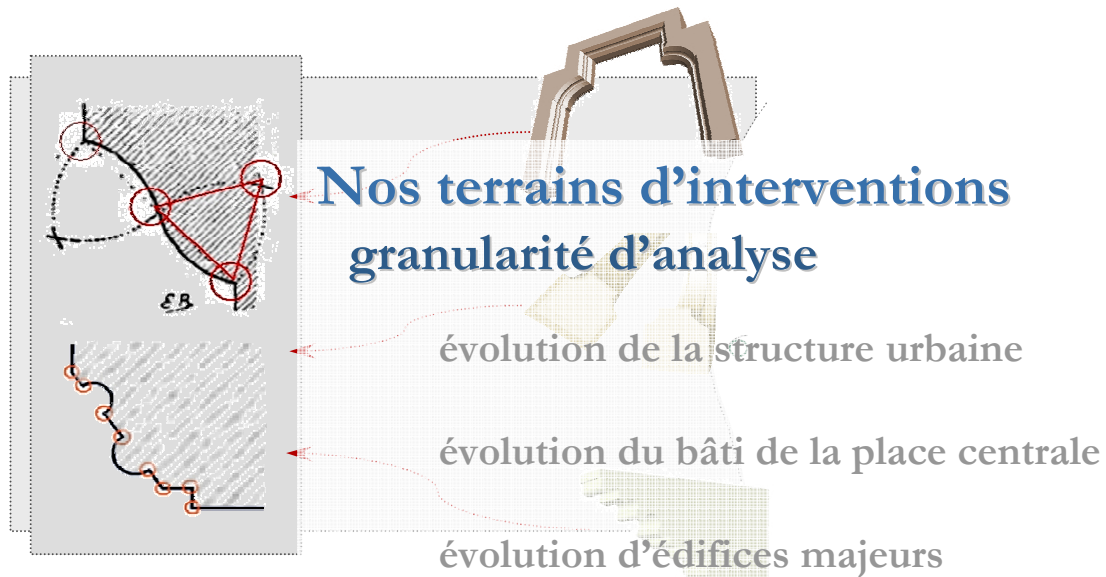 Nos terrains d’interventions
granularité d’analyse
EB
évolution de la structure urbaine
évolution du bâti de la place centrale
évolution d’édifices majeurs